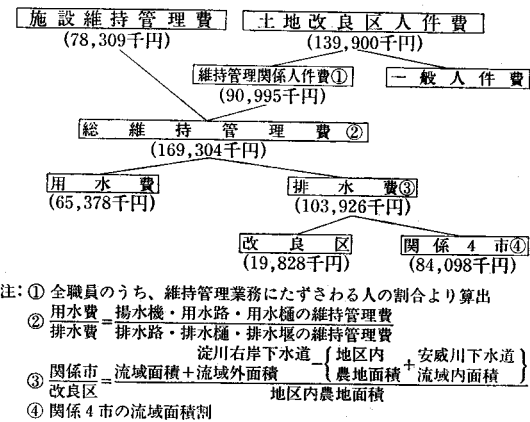 施設維持管理費 土地改良区人件費
(78,309千円) (139,900千円)
維持管理関係人件費① 一般人件費
(90,995千円)
総維持管理費②
(169,304千円)
用水費 排水費③
(65,378千円) (103,926千円)
改良区 関係4市④
(19,828千円) (84,098千円)
注: ① 全職員のうち、維持管理業務にたずさわる人の割合より算出
② 用水費/排水費=揚水機・用水路・用水樋の維持管理費/排水路・排水樋・排水堰の維持管理費
③ 関係市/改良区=淀川右岸下水道流域面積+流域外面積-{地区内農地面積+安威川下水道流域内面積}/地区内農地面積
④ 関係4市の流域面積割